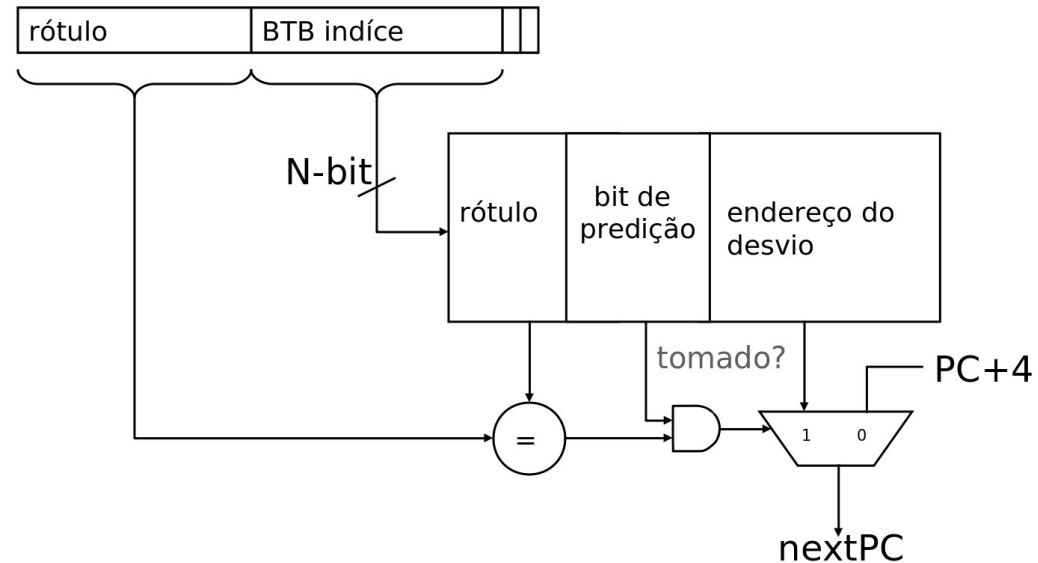 rótulo
BTB indíce
N-bit
rótulo
bit de
predição
endereço do
desvio
tomado?
PC+4
=
1
0
nextPC